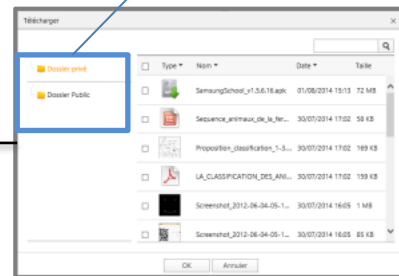 Télécharger
Dossier privé
Dossier Public
Type Nom Date Taille
SamsungSchool_v1.5.6.16.apk 01/08/2014 15:13 72 MB
Sequence_animaux_de_la_fer... 30/07/2014 17:02 58 KB
Proposition_classification_1-3... 30/07/2014 17:02 169 KB
LA_CLASSIFICATION_DES_ANI... 30/07/2014 17:02 159 KB
Screenshot_2012-06-04-05-1... 30/07/2014 16:05 1 MB
Screenshot_2012-06-04-05-1... 30/07/2014 16:05 85 KB
OK Annuler